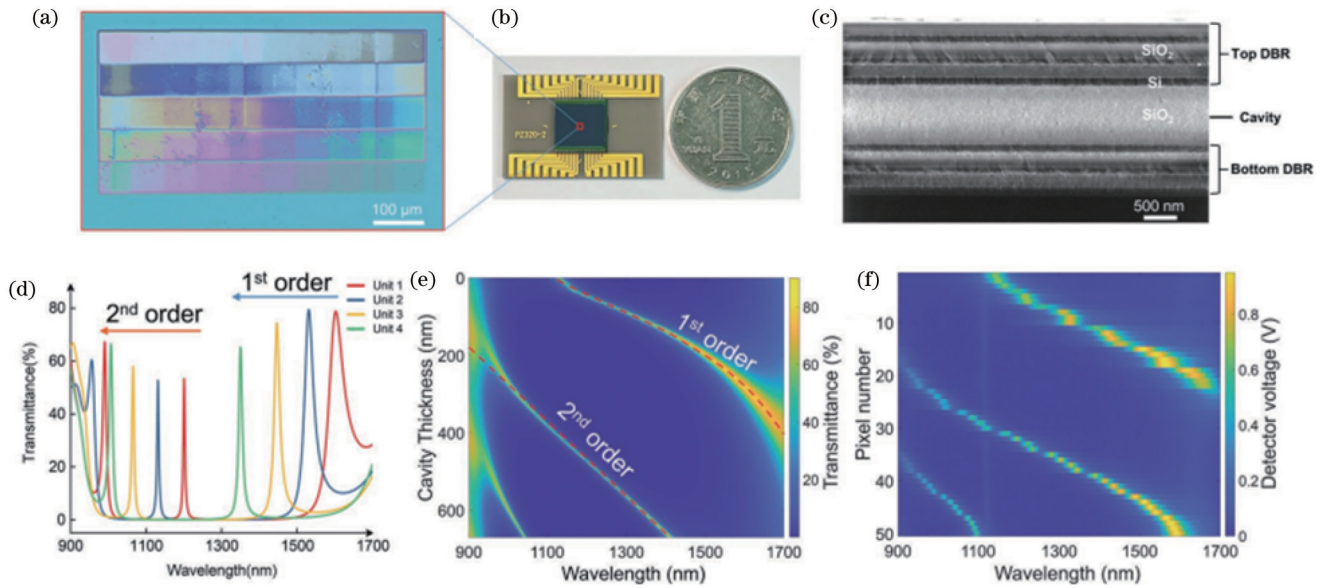 (a)
100 μm
(b)
PZ320-2
1
YUAN
2015
(c)
SiO₂
Si
SiO₂
Top DBR
Cavity
Bottom DBR
500 nm
(d)
1st order
2nd order
Unit 1
Unit 2
Unit 3
Unit 4
Transmittance(%)
80
60
40
20
0
900
1100
1300
1500
1700
Wavelength(nm)
(e)
1st order
2nd order
Cavity Thickness (nm)
0
200
400
600
900
1100
1300
1500
1700
Wavelength (nm)
80
60
40
20
0
Transmittance (%)
(f)
Pixel number
10
20
30
40
50
900
1100
1300
1500
1700
Wavelength (nm)
0.8
0.6
0.4
0.2
0
Detector voltage (V)